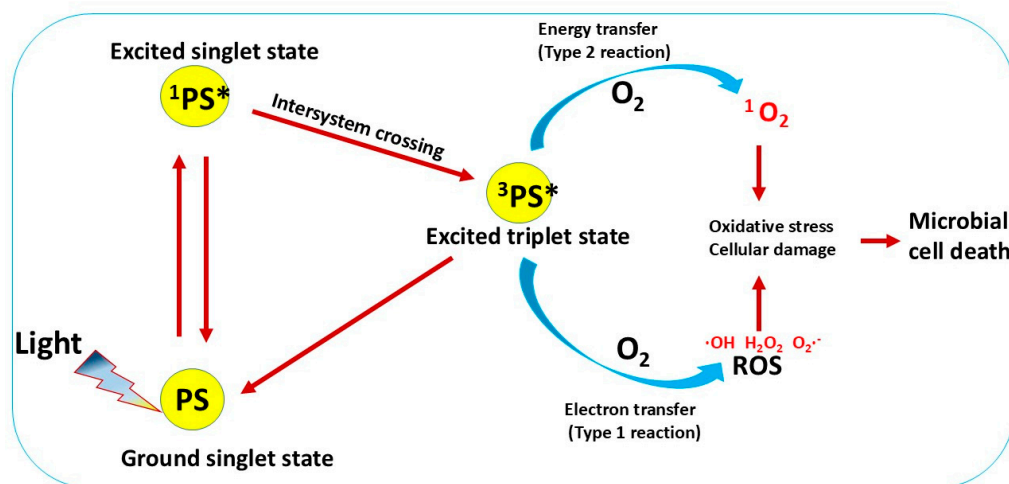 Excited singlet state
¹PS*
Intersystem crossing
Energy transfer
(Type 2 reaction)
O₂
¹O₂
³PS*
Excited triplet state
Oxidative stress
Cellular damage
Microbial
cell death
Light
PS
Ground singlet state
O₂
·OH H₂O₂ O₂·⁻
ROS
Electron transfer
(Type 1 reaction)